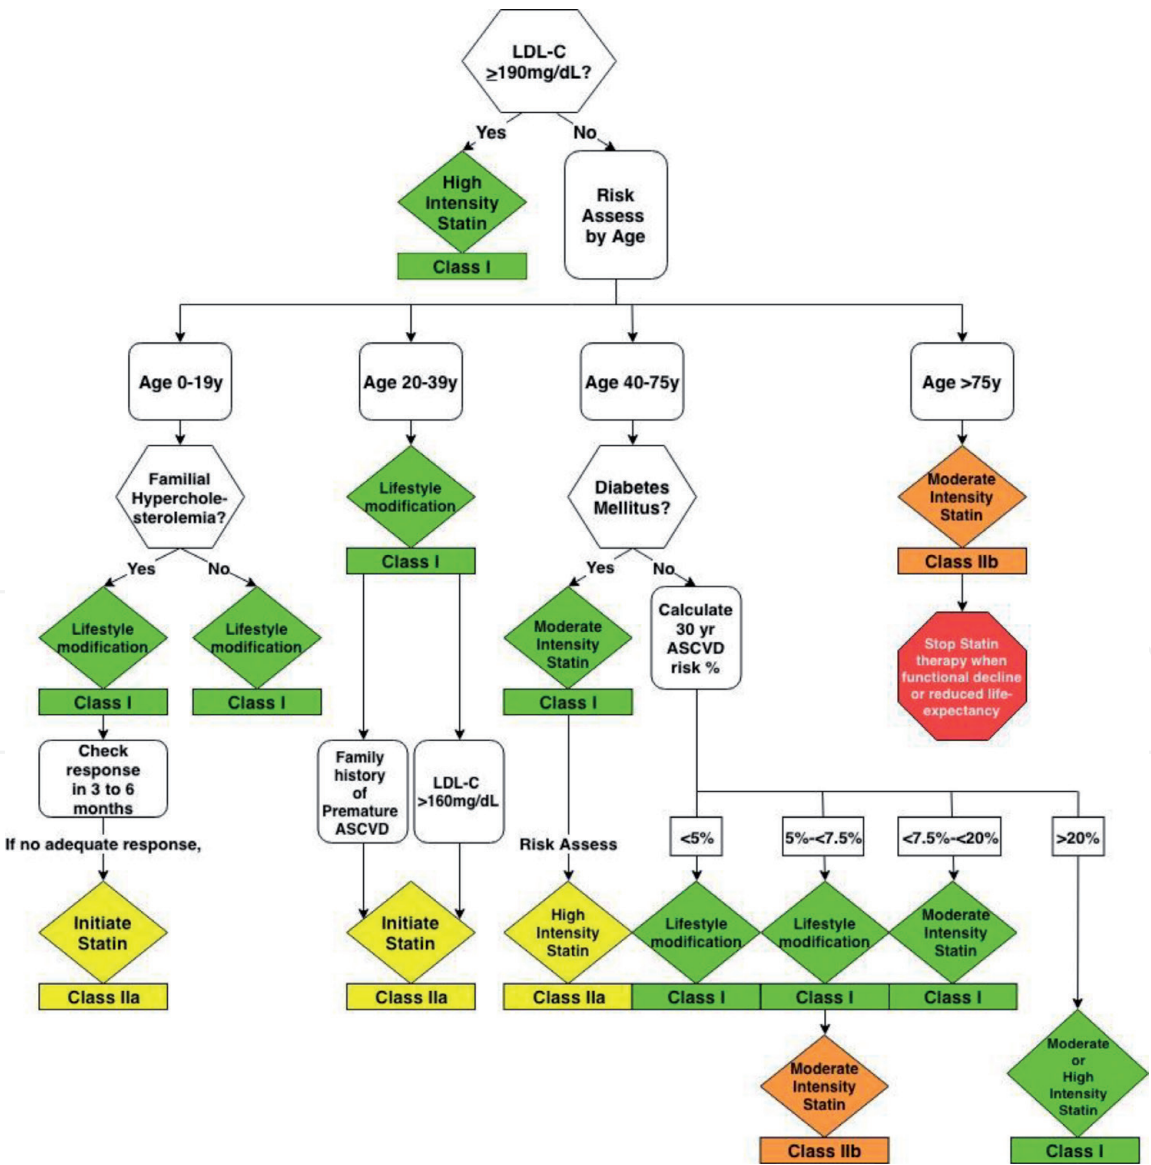 LDL-C
≥190mg/dL?
Yes
No
High
Intensity
Statin
Class I
Risk
Assess
by Age
Age 0-19y
Age 20-39y
Age 40-75y
Age >75y
Familial
Hyperchole-
sterolemia?
Yes
No
Lifestyle
modification
Class I
Lifestyle
modification
Class I
Check
response
in 3 to 6
months
If no adequate response,
Initiate
Statin
Class IIa
Lifestyle
modification
Class I
Family
history
of
Premature
ASCVD
LDL-C
>160mg/dL
Initiate
Statin
Class IIa
Diabetes
Mellitus?
Yes
No
Moderate
Intensity
Statin
Class I
Risk Assess
High
Intensity
Statin
Class IIa
Calculate
30 yr
ASCVD
risk %
<5%
5%-<7.5%
<7.5%-<20%
>20%
Lifestyle
modification
Class I
Lifestyle
modification
Class I
Moderate
Intensity
Statin
Class IIb
Moderate
Intensity
Statin
Class I
Moderate
or
High
Intensity
Statin
Class I
Moderate
Intensity
Statin
Class IIb
Stop Statin
therapy when
functional decline
or reduced life-
expectancy